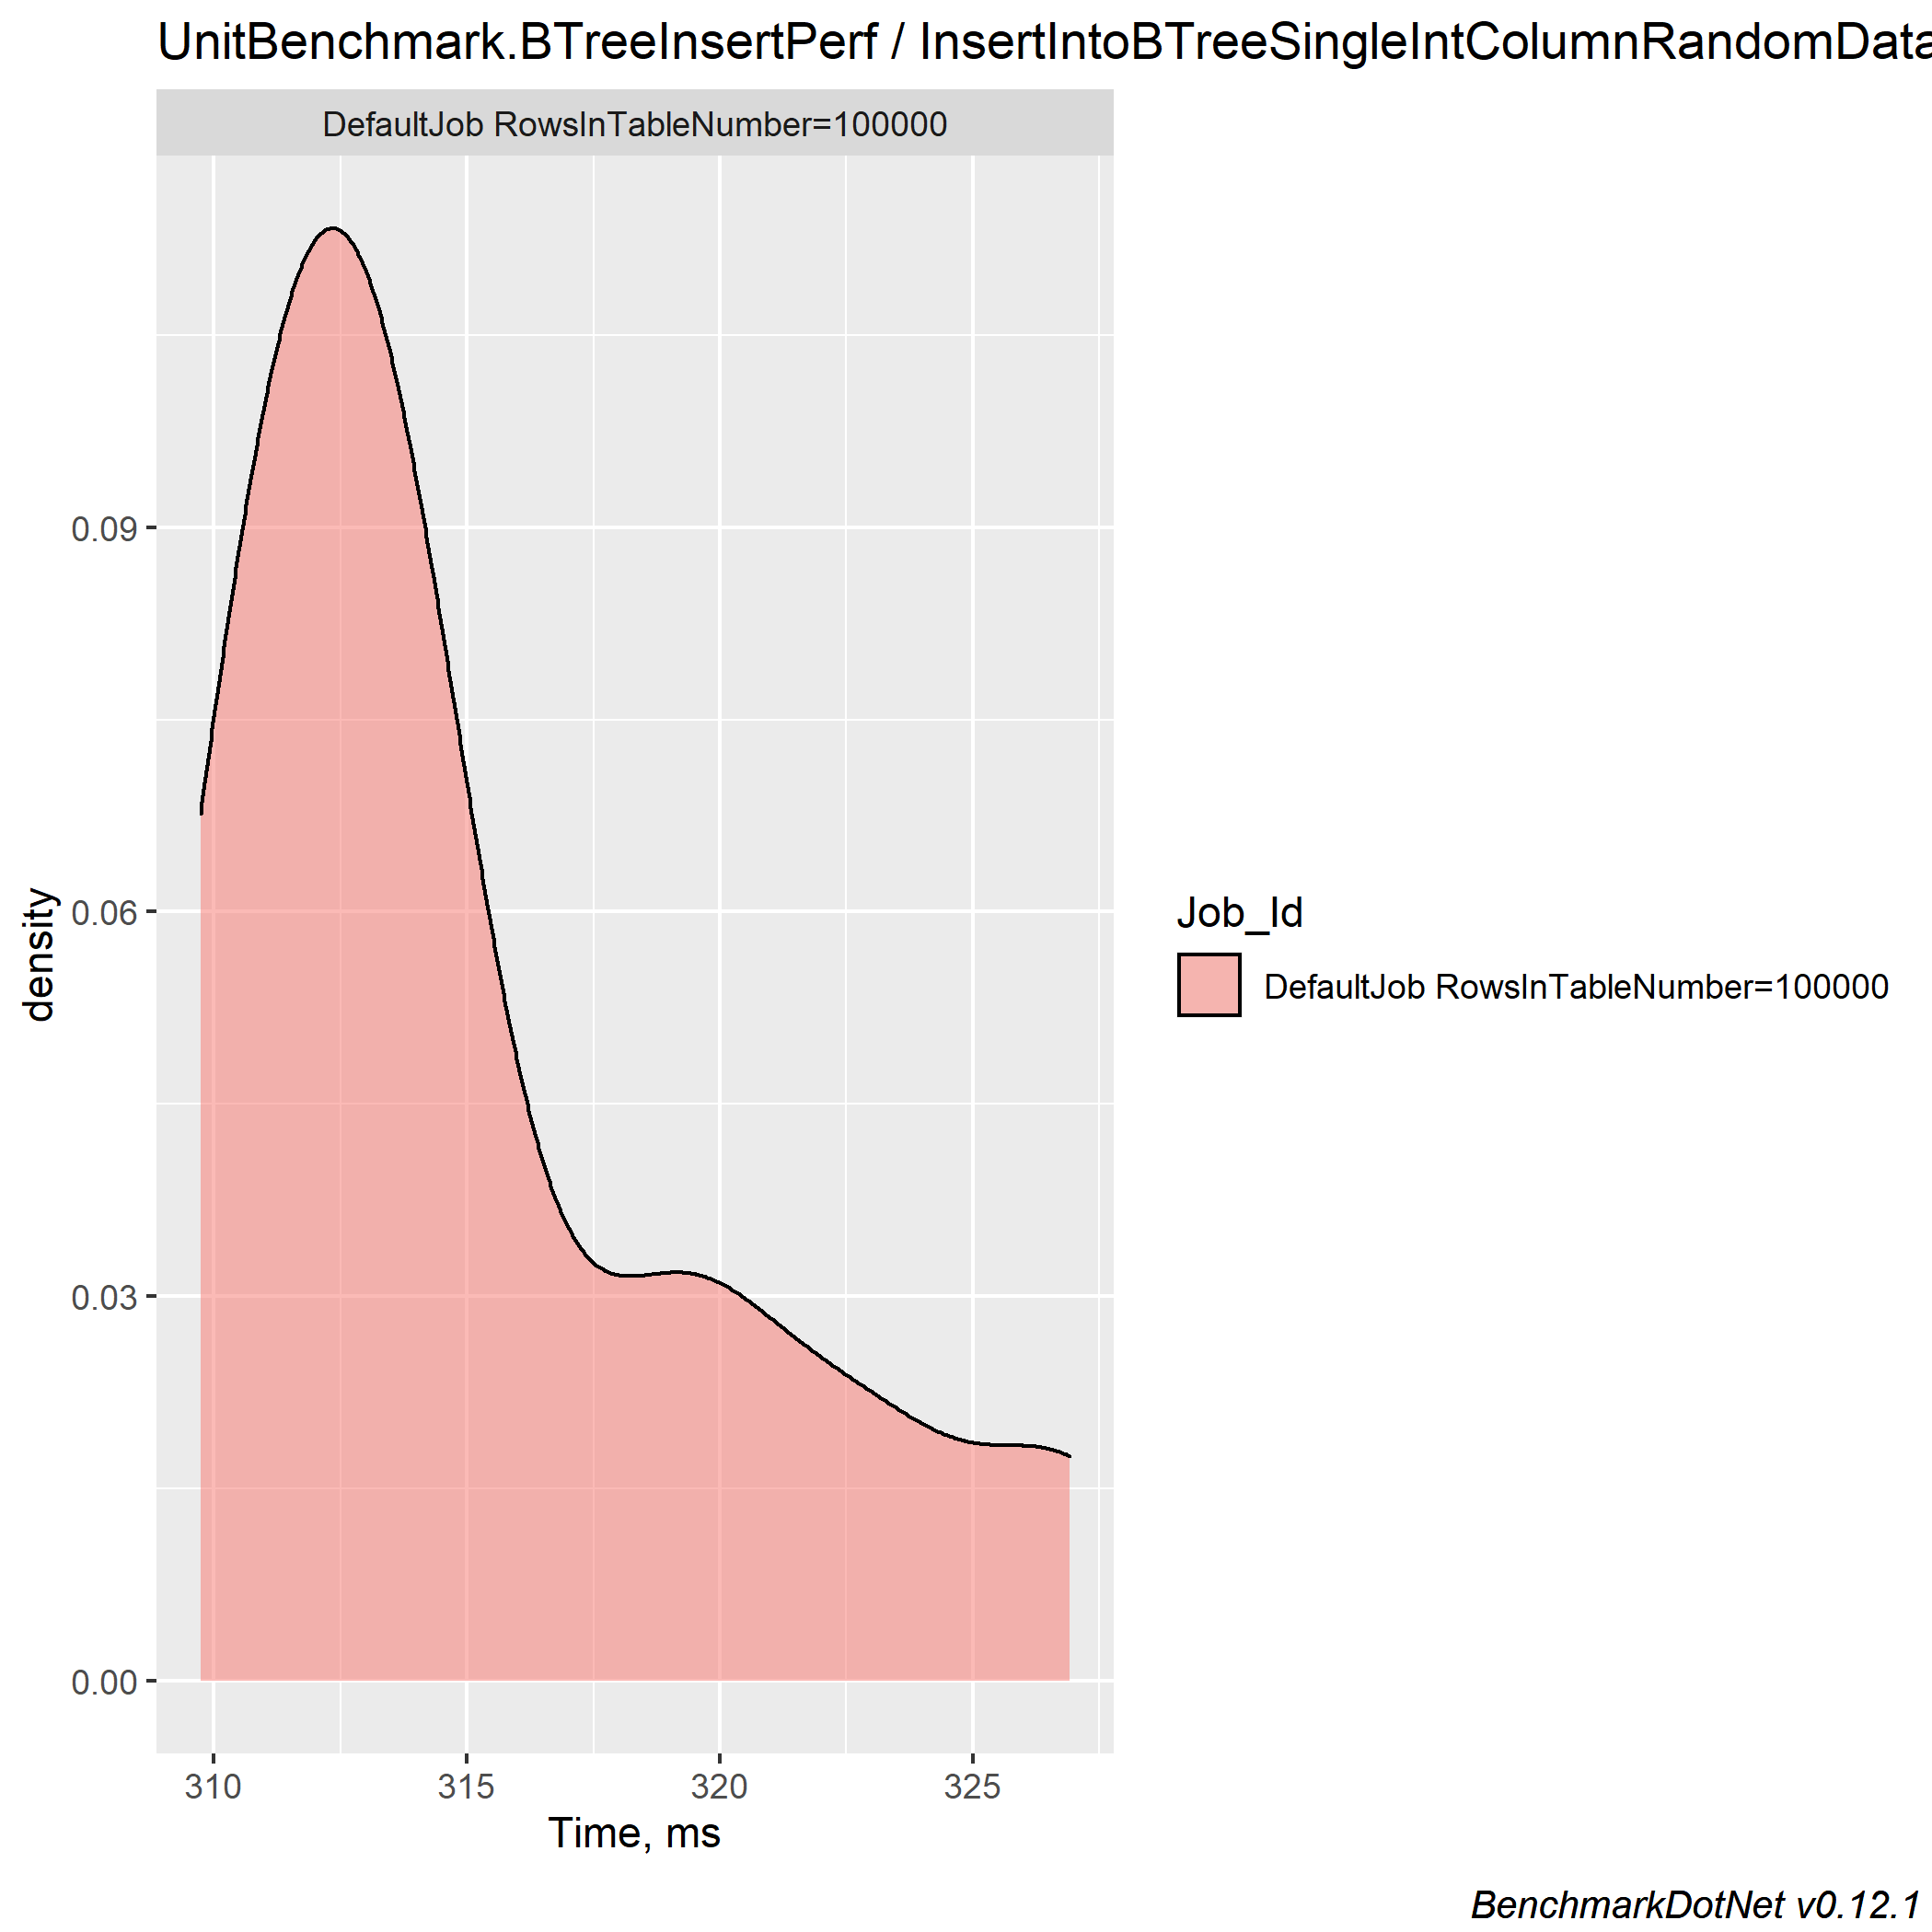 UnitBenchmark.BTreeInsertPerf / InsertIntoBTreeSingleIntColumnRandomData
DefaultJob RowsInTableNumber=100000
0.09
0.06
0.03
0.00
density
310 315 320 325
Time, ms
Job_Id
DefaultJob RowsInTableNumber=100000
BenchmarkDotNet v0.12.1